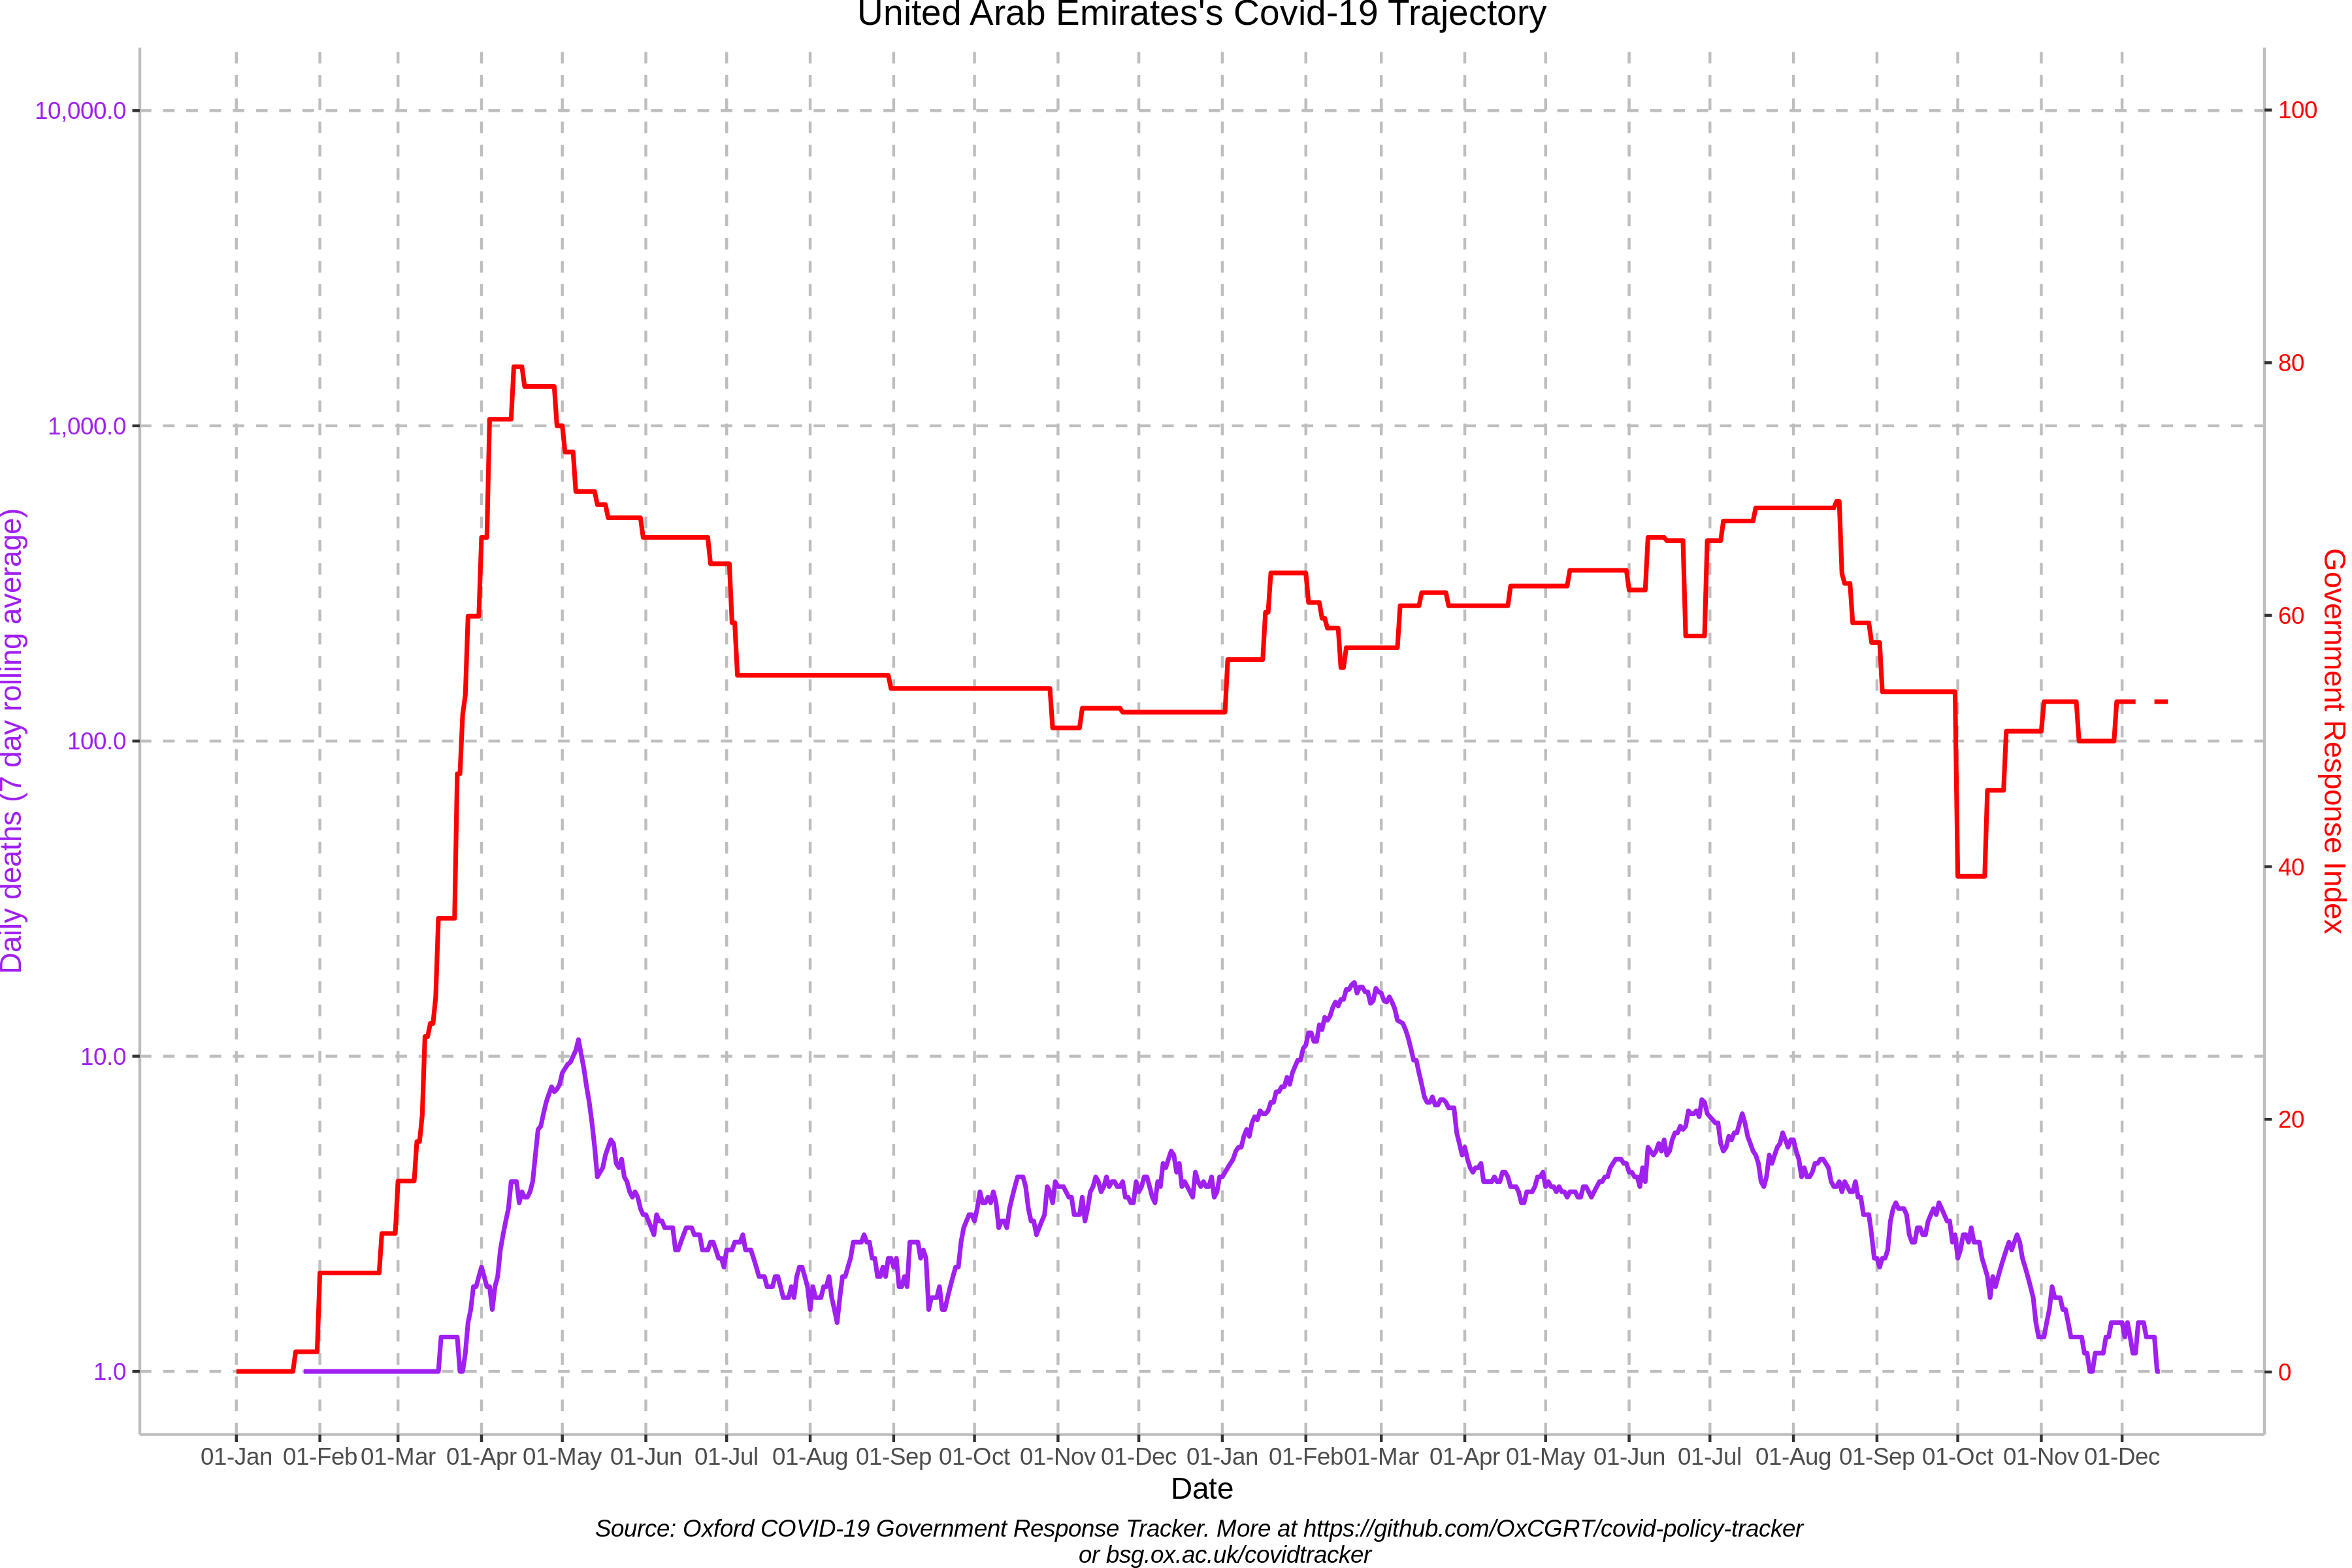 United Arab Emirates's Covid-19 Trajectory
10,000.0
1,000.0
100.0
10.0
1.0
Daily deaths (7 day rolling average)
100
80
60
40
20
0
Government Response Index
01-Jan 01-Feb 01-Mar 01-Apr 01-May 01-Jun 01-Jul 01-Aug 01-Sep 01-Oct 01-Nov 01-Dec 01-Jan 01-Feb 01-Mar 01-Apr 01-May 01-Jun 01-Jul 01-Aug 01-Sep 01-Oct 01-Nov 01-Dec
Date
Source: Oxford COVID-19 Government Response Tracker. More at https://github.com/OxCGRT/covid-policy-tracker
or bsg.ox.ac.uk/covidtracker